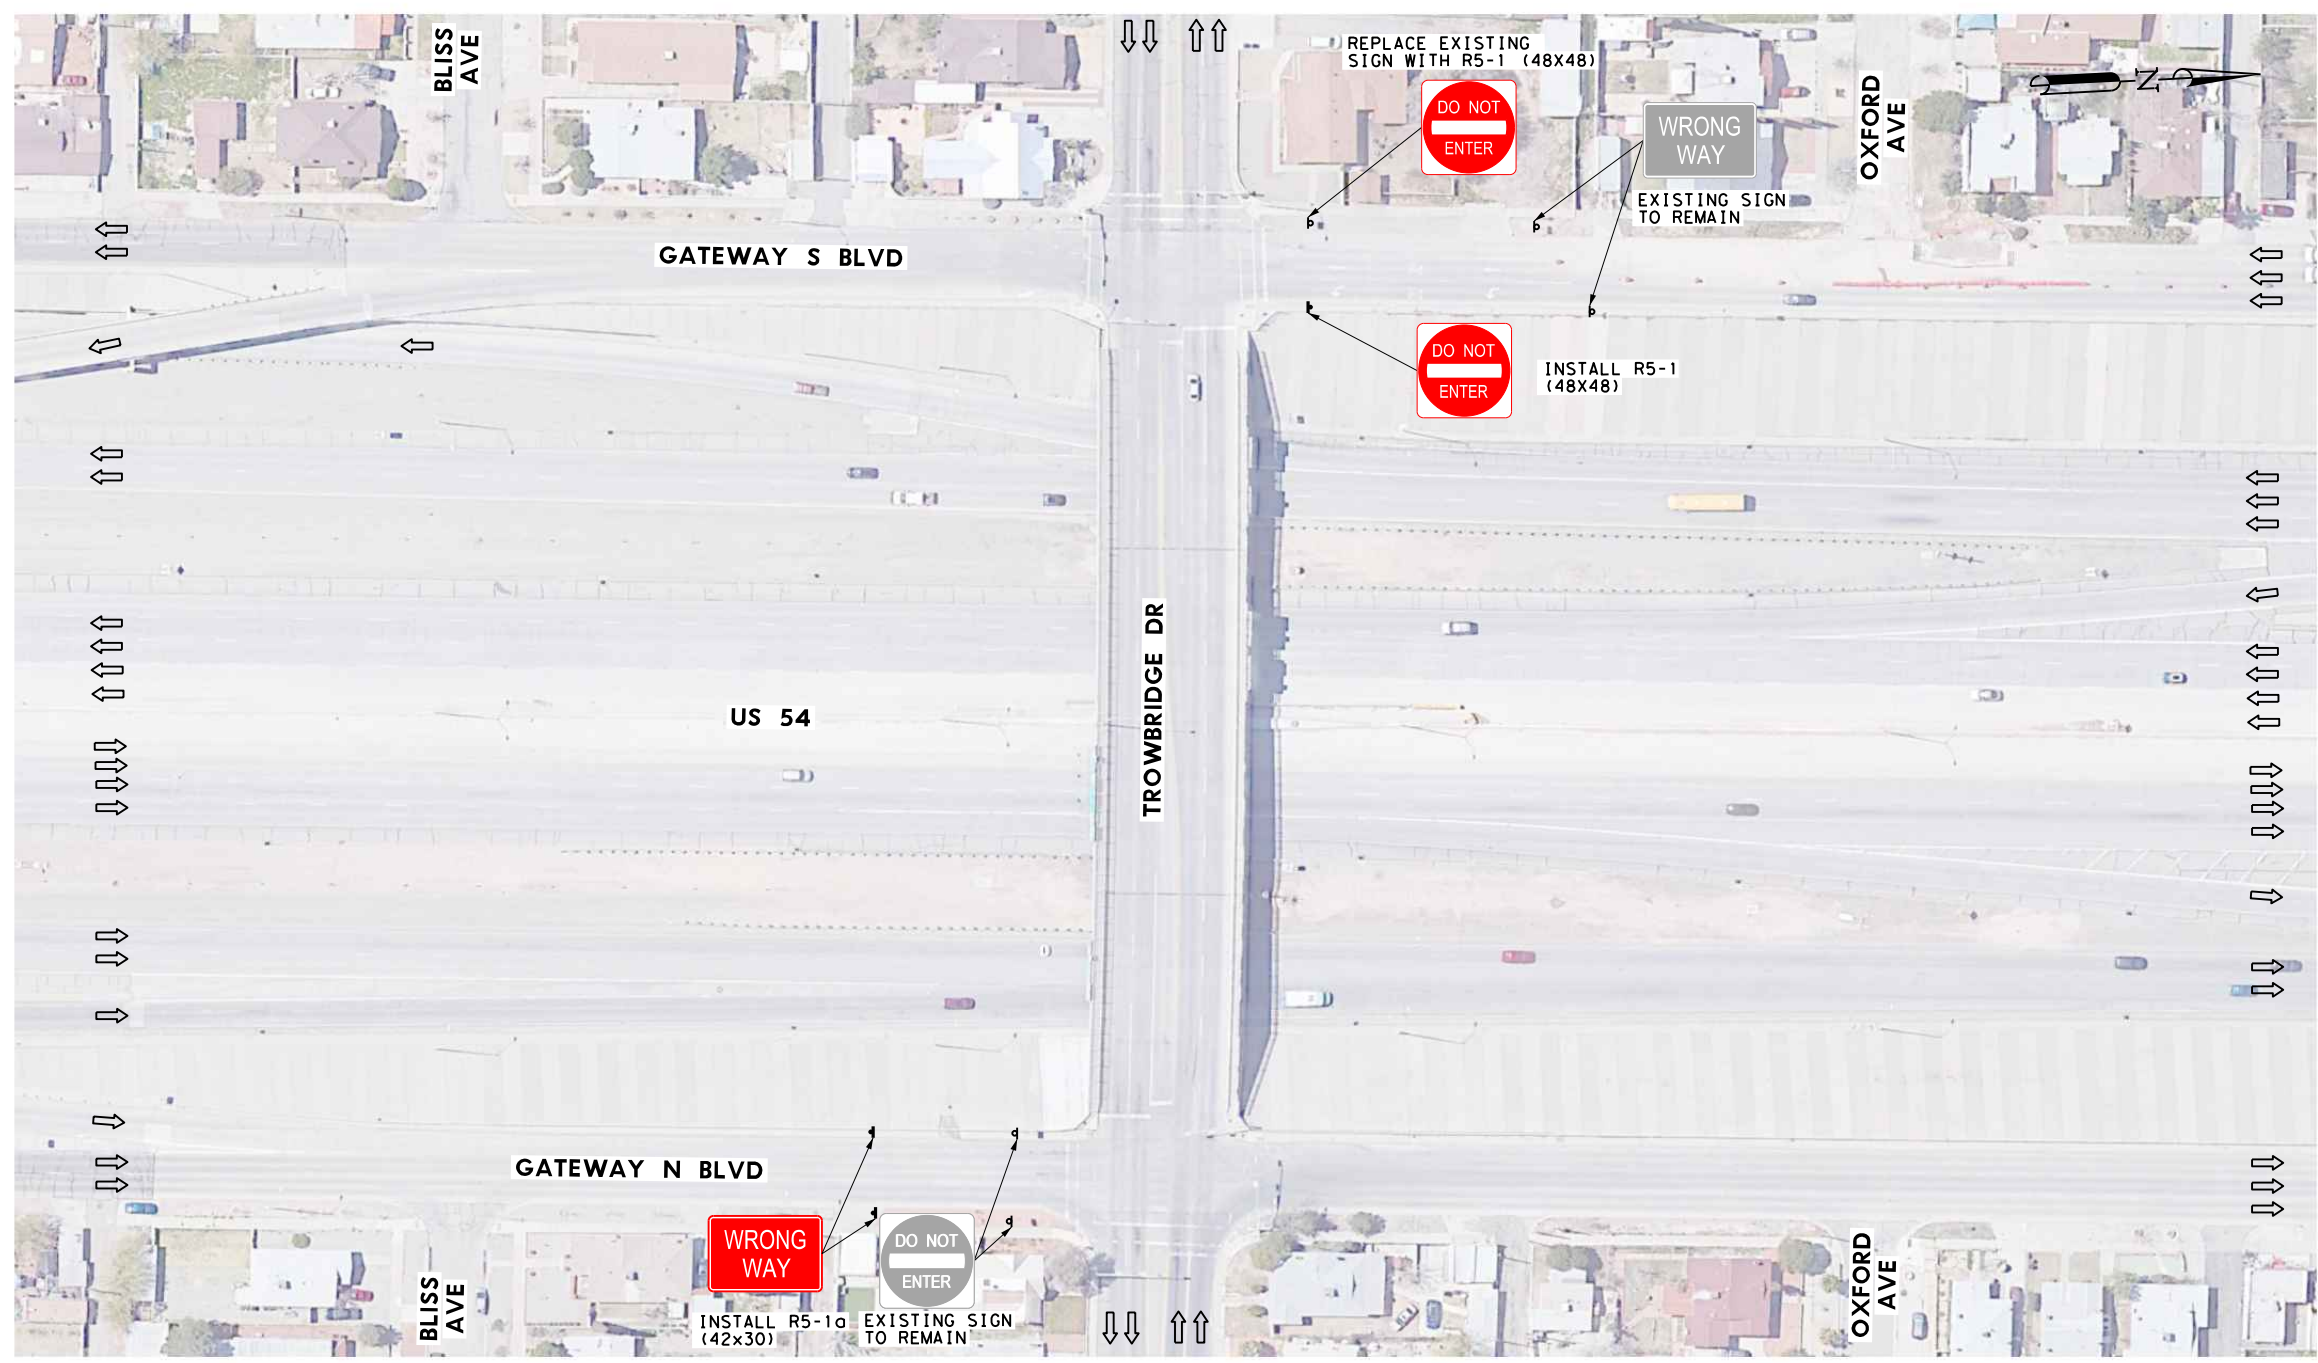 BLISS
AVE
REPLACE EXISTING
SIGN WITH R5-1 (48X48)
DO NOT
ENTER
WRONG
WAY
EXISTING SIGN
TO REMAIN
OXFORD
AVE
N
GATEWAY S BLVD
DO NOT
ENTER
INSTALL R5-1
(48X48)
TROWBRIDGE DR
US 54
GATEWAY N BLVD
WRONG
WAY
INSTALL R5-1a
(42x30)
DO NOT
ENTER
EXISTING SIGN
TO REMAIN
BLISS
AVE
OXFORD
AVE